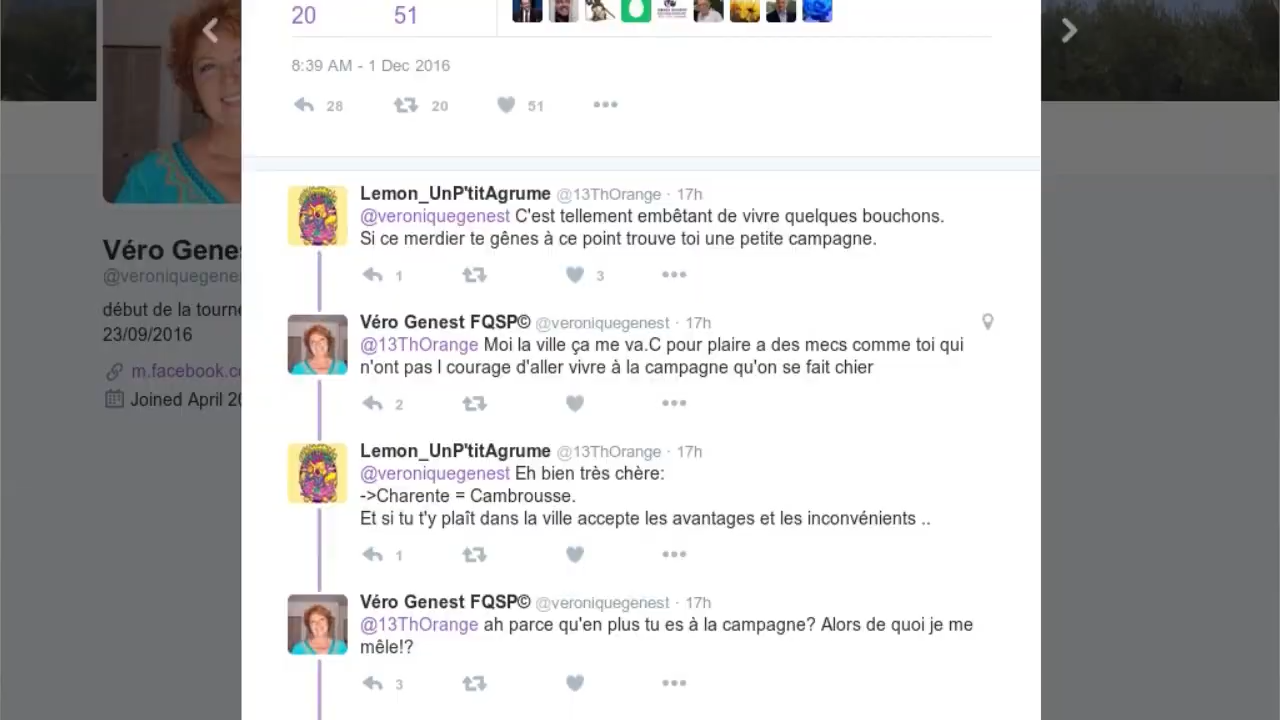 20 51
8:39 AM - 1 Dec 2016
28 20 51
Lemon_UnP'titAgrume @13ThOrange · 17h
@veroniquegenest C'est tellement embêtant de vivre quelques bouchons.
Si ce merdier te gênes à ce point trouve toi une petite campagne.
1 3
Véro Gene
@veroniquegene
début de la tourne
23/09/2016
m.facebook.co
Joined April 20
Véro Genest FQSP© @veroniquegenest · 17h
@13ThOrange Moi la ville ça me va.C pour plaire a des mecs comme toi qui
n'ont pas l courage d'aller vivre à la campagne qu'on se fait chier
2
Lemon_UnP'titAgrume @13ThOrange · 17h
@veroniquegenest Eh bien très chère:
->Charente = Cambrousse.
Et si tu t'y plaît dans la ville accepte les avantages et les inconvénients ..
1
Véro Genest FQSP© @veroniquegenest · 17h
@13ThOrange ah parce qu'en plus tu es à la campagne? Alors de quoi je me
mêle!?
3